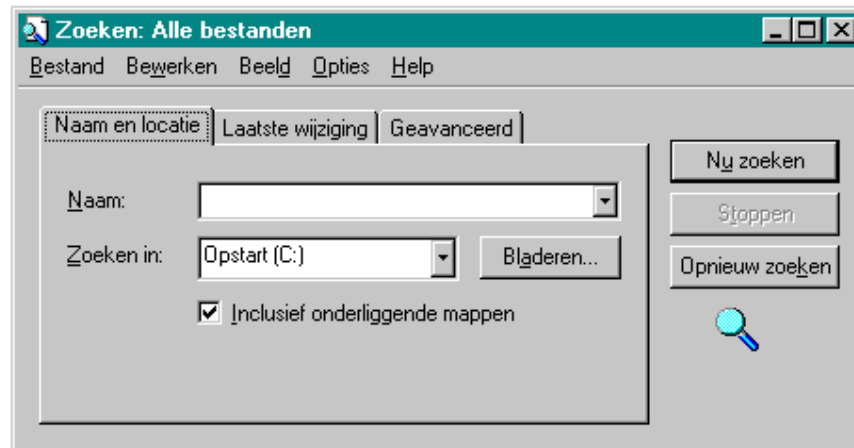 Zoeken: Alle bestanden
Bestand Bewerken Beeld Opties Help
Naam en locatie Laatste wijziging Geavanceerd
Nu zoeken
Naam:
Stoppen
Zoeken in: Opstart (C:) Bladeren...
Opnieuw zoeken
Inclusief onderliggende mappen